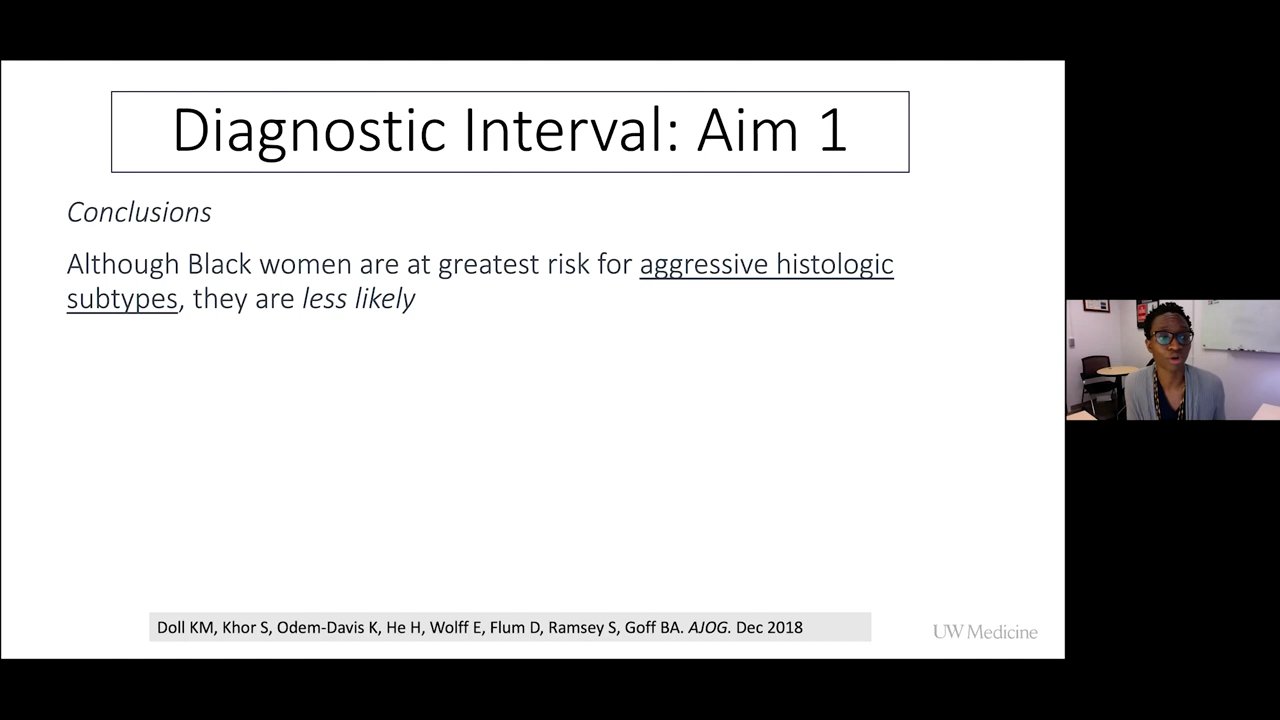 Diagnostic Interval: Aim 1
Conclusions
Although Black women are at greatest risk for aggressive histologic
subtypes, they are less likely
Doll KM, Khor S, Odem-Davis K, He H, Wolff E, Flum D, Ramsey S, Goff BA. AJOG. Dec 2018
UW Medicine